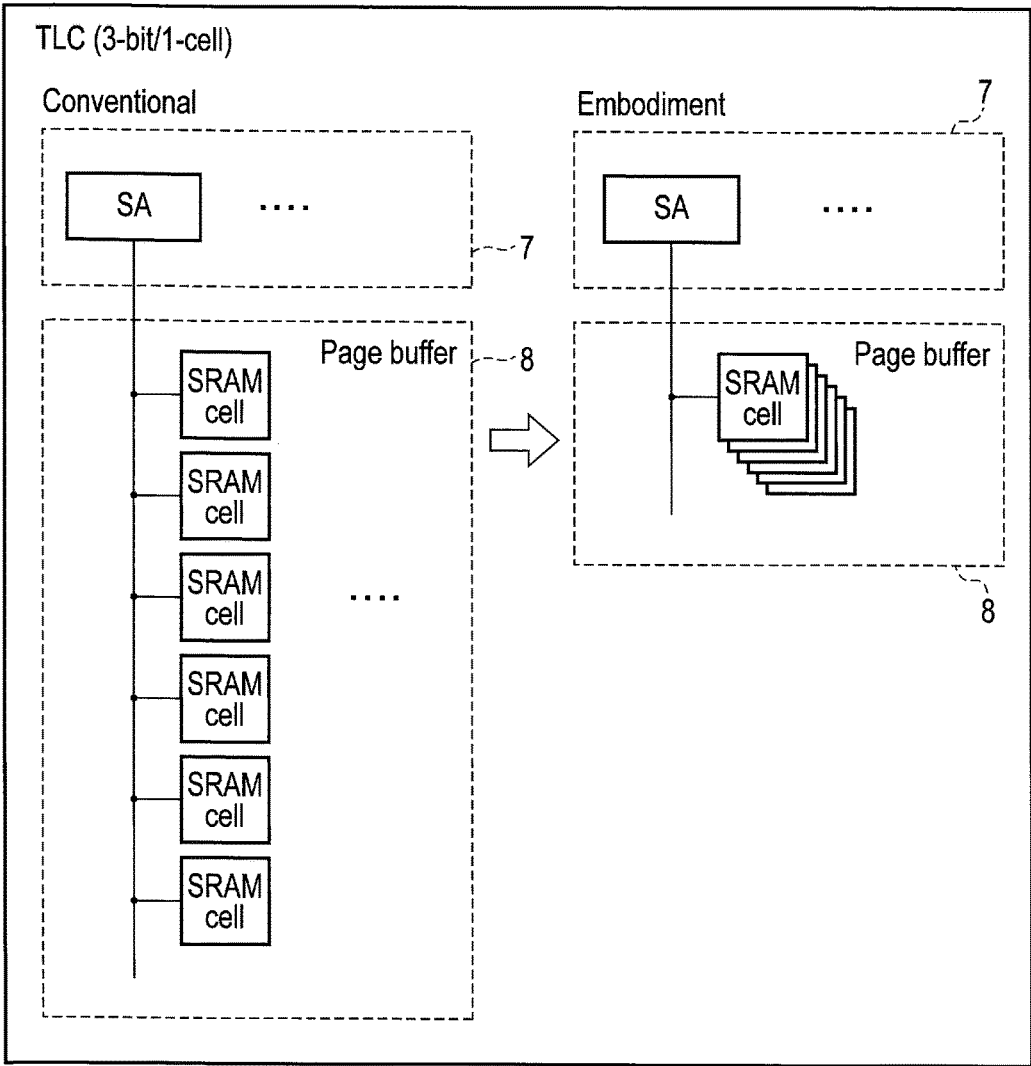 TLC (3-bit/1-cell)
Conventional
SA
....
7
Page buffer
8
SRAM
cell
SRAM
cell
SRAM
cell
....
SRAM
cell
SRAM
cell
SRAM
cell
Embodiment
7
SA
....
Page buffer
SRAM
cell
8